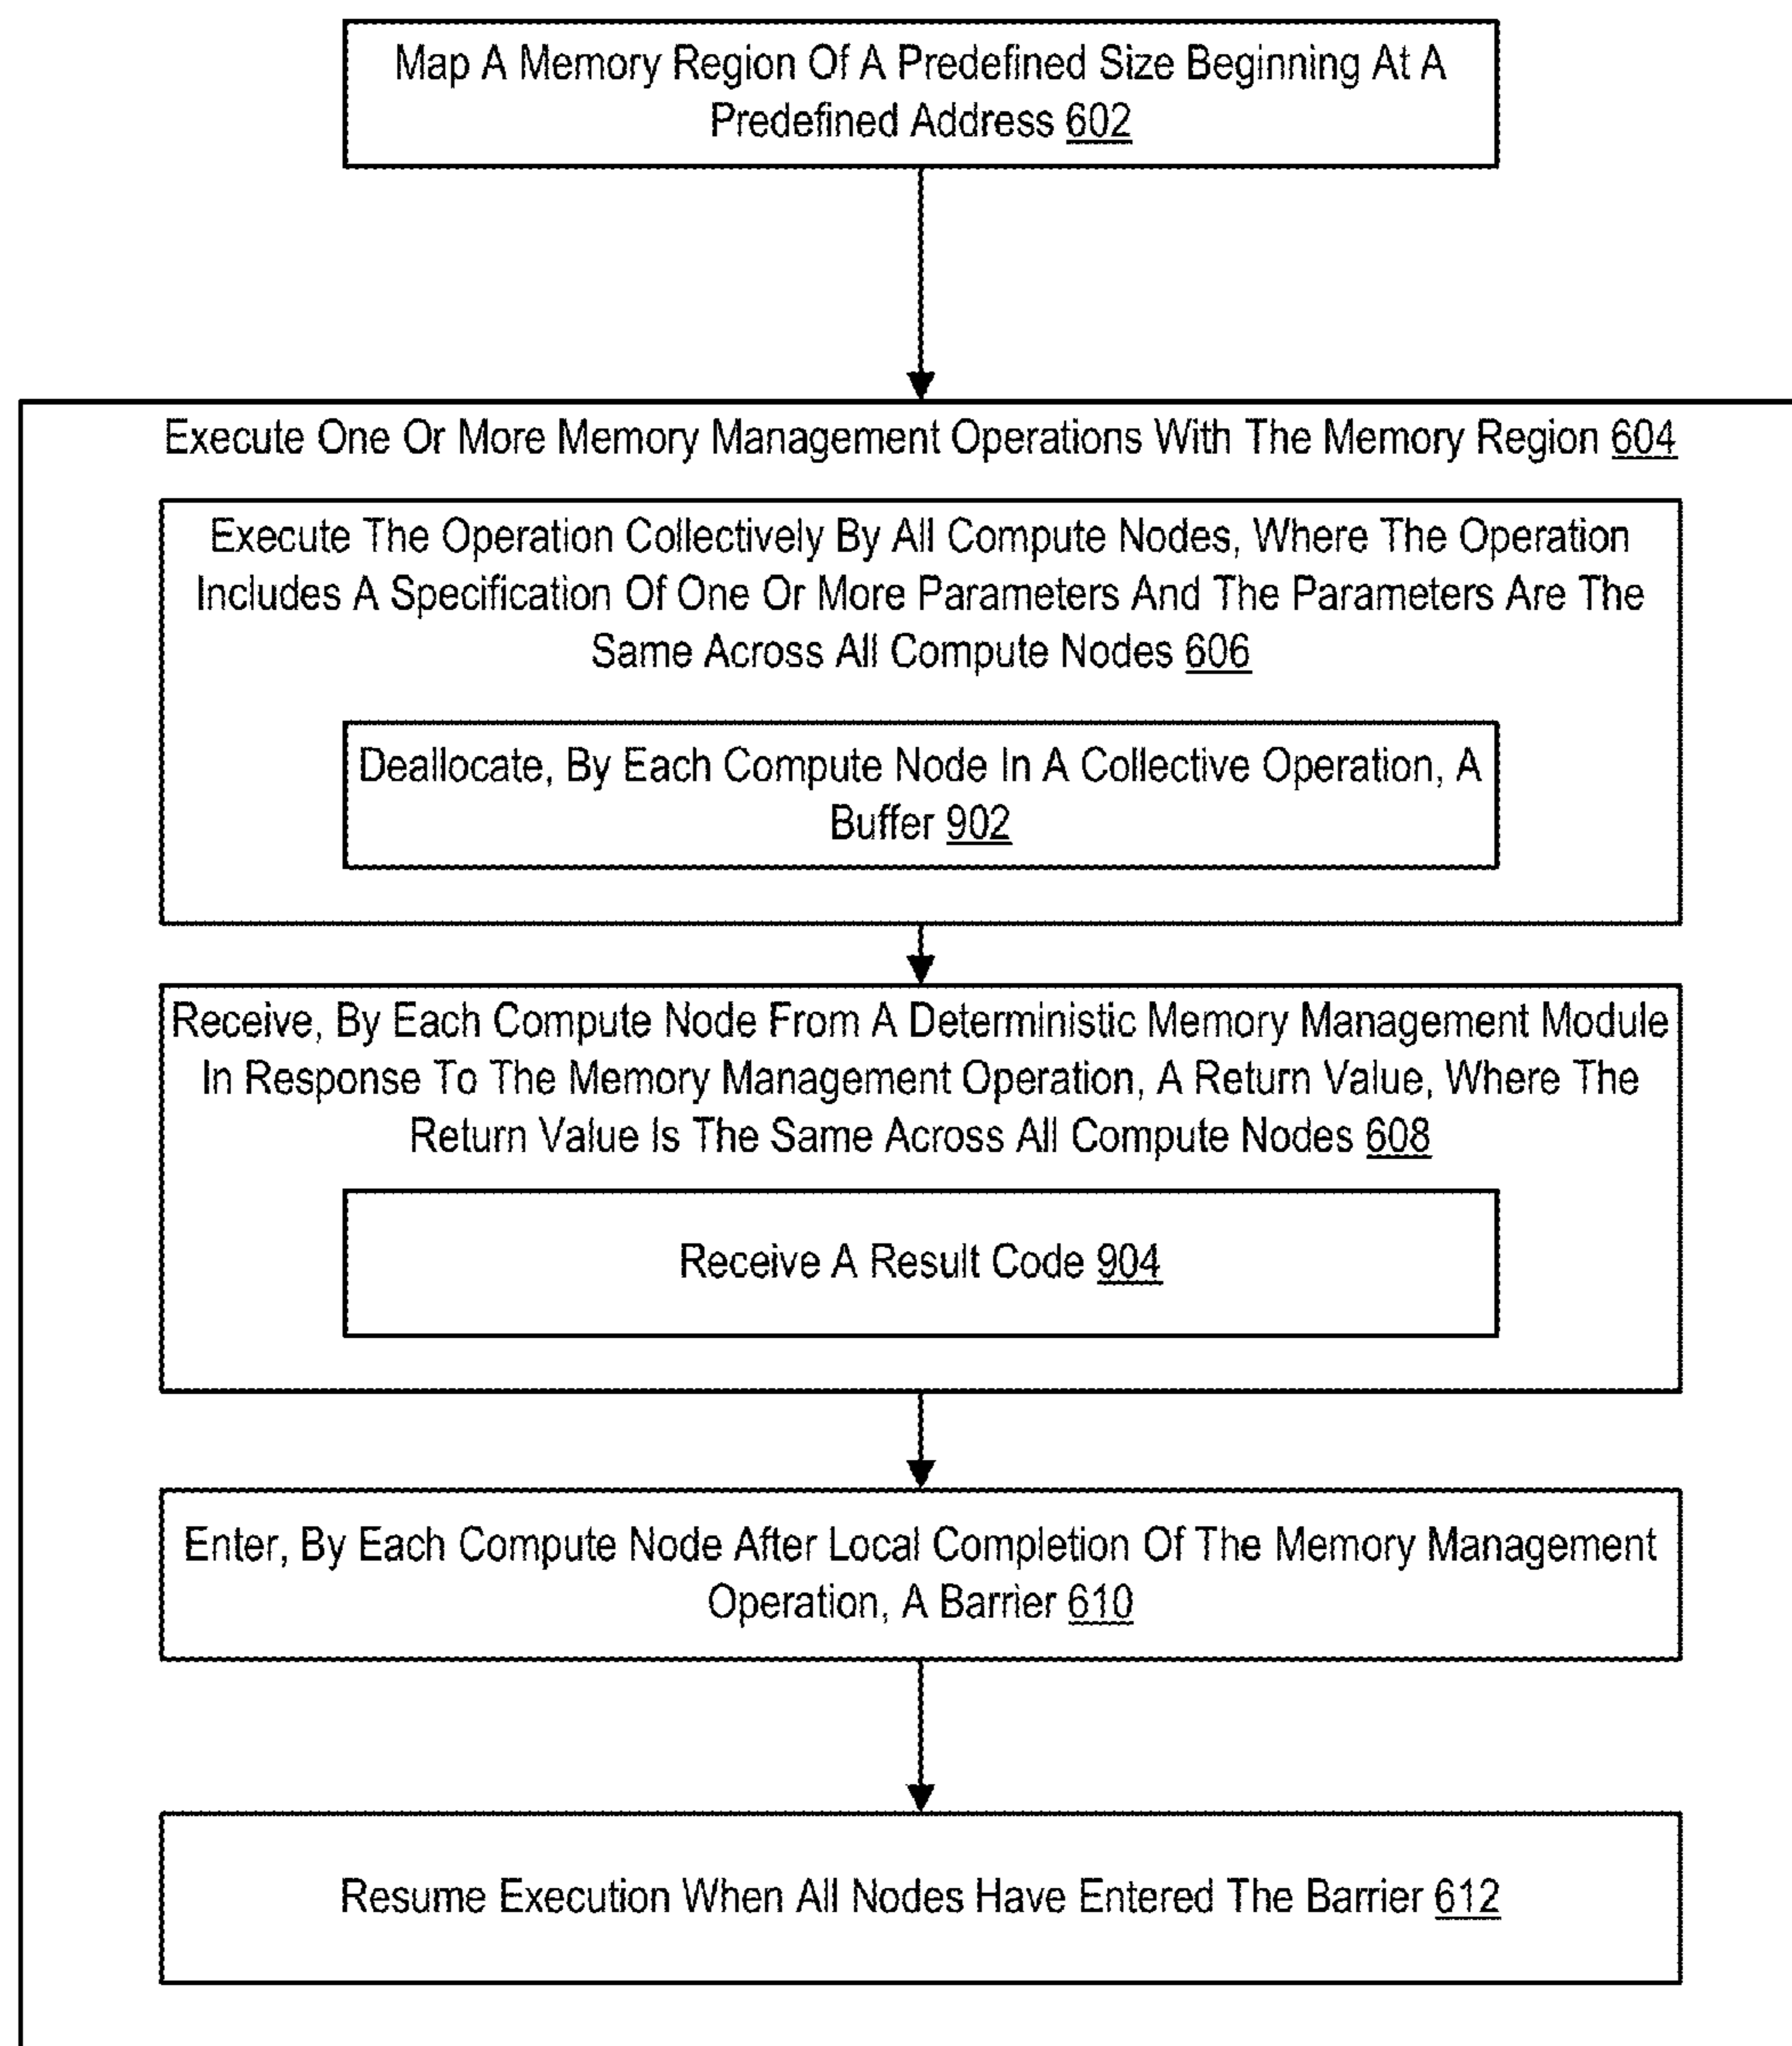 Map A Memory Region Of A Predefined Size Beginning At A
Predefined Address 602
Execute One Or More Memory Management Operations With The Memory Region 604
Execute The Operation Collectively By All Compute Nodes, Where The Operation
Includes A Specification Of One Or More Parameters And The Parameters Are The
Same Across All Compute Nodes 606
Deallocate, By Each Compute Node In A Collective Operation, A
Buffer 902
Receive, By Each Compute Node From A Deterministic Memory Management Module
In Response To The Memory Management Operation, A Return Value, Where The
Return Value Is The Same Across All Compute Nodes 608
Receive A Result Code 904
Enter, By Each Compute Node After Local Completion Of The Memory Management
Operation, A Barrier 610
Resume Execution When All Nodes Have Entered The Barrier 612